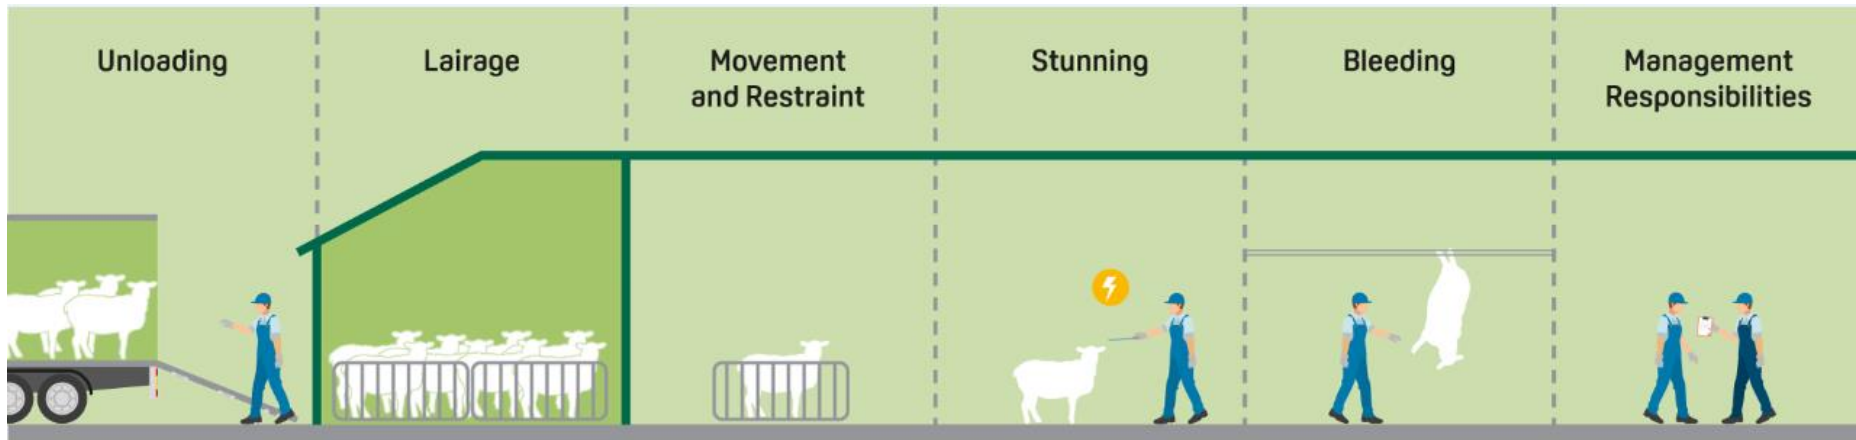 Unloading
Lairage
Movement
and Restraint
Stunning
Bleeding
Management
Responsibilities